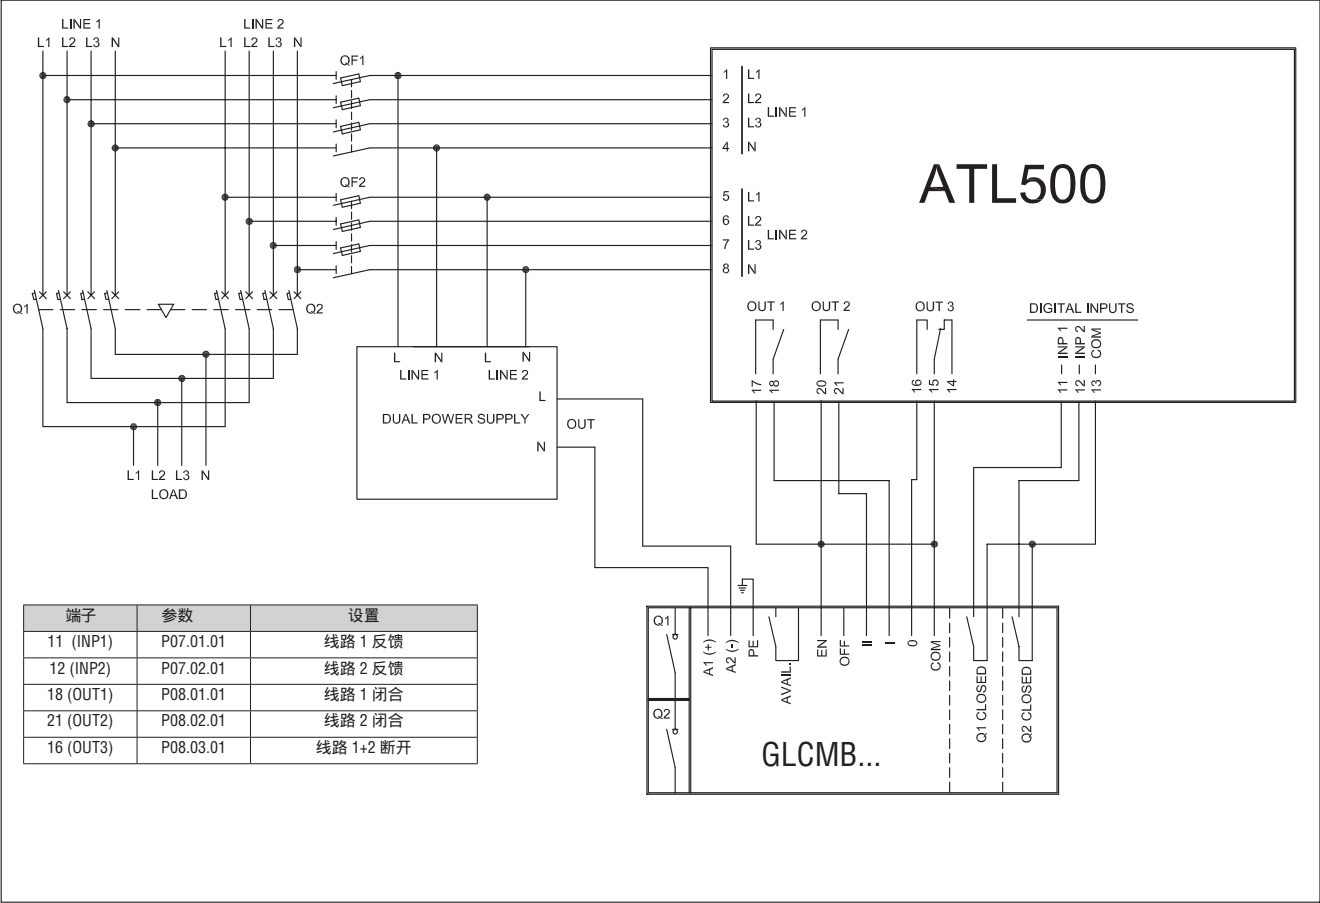 LINE 1
L1 L2 L3 N
LINE 2
L1 L2 L3 N
QF1
QF2
Q1
Q2
L1 L2 L3 N
LOAD
1 L1
2 L2
3 L3
4 N
LINE 1
5 L1
6 L2
7 L3
8 N
LINE 2
ATL500
OUT 1
17
18
OUT 2
20
21
OUT 3
16
15
14
DIGITAL INPUTS
11 – INP 1
12 – INP 2
13 – COM
L N
LINE 1
L N
LINE 2
DUAL POWER SUPPLY
L
OUT
N
端子 参数 设置
11 (INP1) P07.01.01 线路 1 反馈
12 (INP2) P07.02.01 线路 2 反馈
18 (OUT1) P08.01.01 线路 1 闭合
21 (OUT2) P08.02.01 线路 2 闭合
16 (OUT3) P08.03.01 线路 1+2 断开
Q1
Q2
A1 (+)
A2 (-)
PE
AVAIL.
EN
OFF
II
I
0
COM
Q1 CLOSED
Q2 CLOSED
GLCMB...